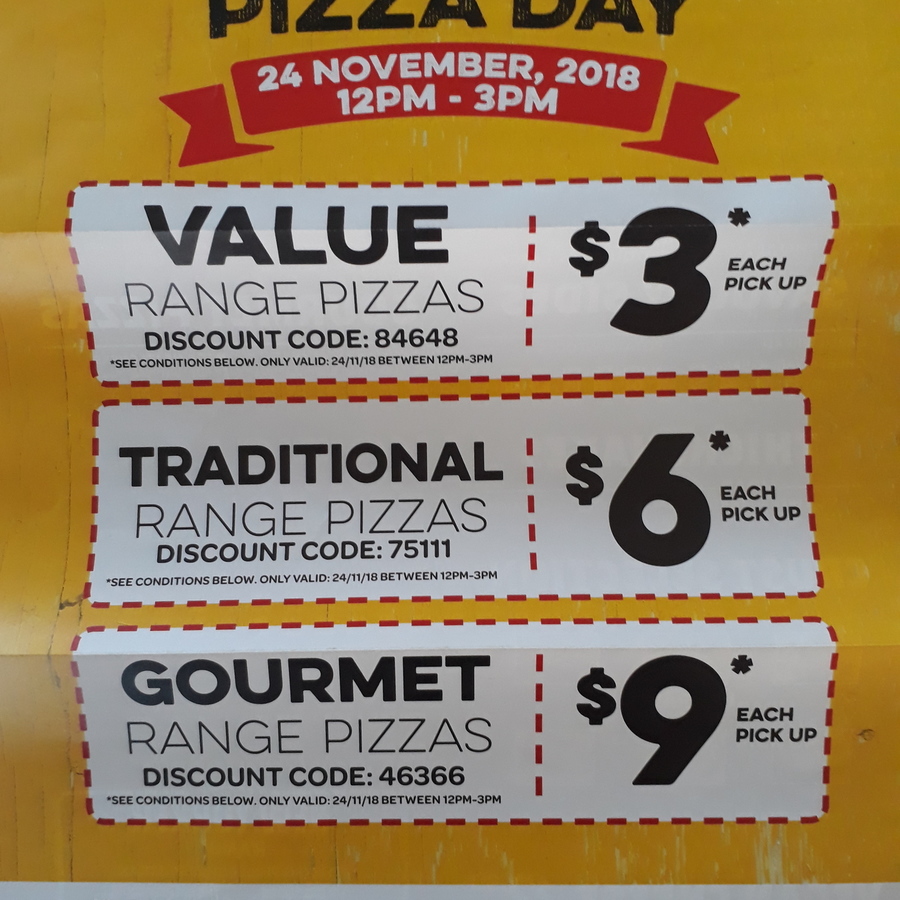 PIZZA DAY
24 NOVEMBER, 2018
12PM - 3PM
VALUE
RANGE PIZZAS
DISCOUNT CODE: 84648
*SEE CONDITIONS BELOW. ONLY VALID: 24/11/18 BETWEEN 12PM-3PM
$3*
EACH
PICK UP
TRADITIONAL
RANGE PIZZAS
DISCOUNT CODE: 75111
*SEE CONDITIONS BELOW. ONLY VALID: 24/11/18 BETWEEN 12PM-3PM
$6*
EACH
PICK UP
GOURMET
RANGE PIZZAS
DISCOUNT CODE: 46366
*SEE CONDITIONS BELOW. ONLY VALID: 24/11/18 BETWEEN 12PM-3PM
$9*
EACH
PICK UP